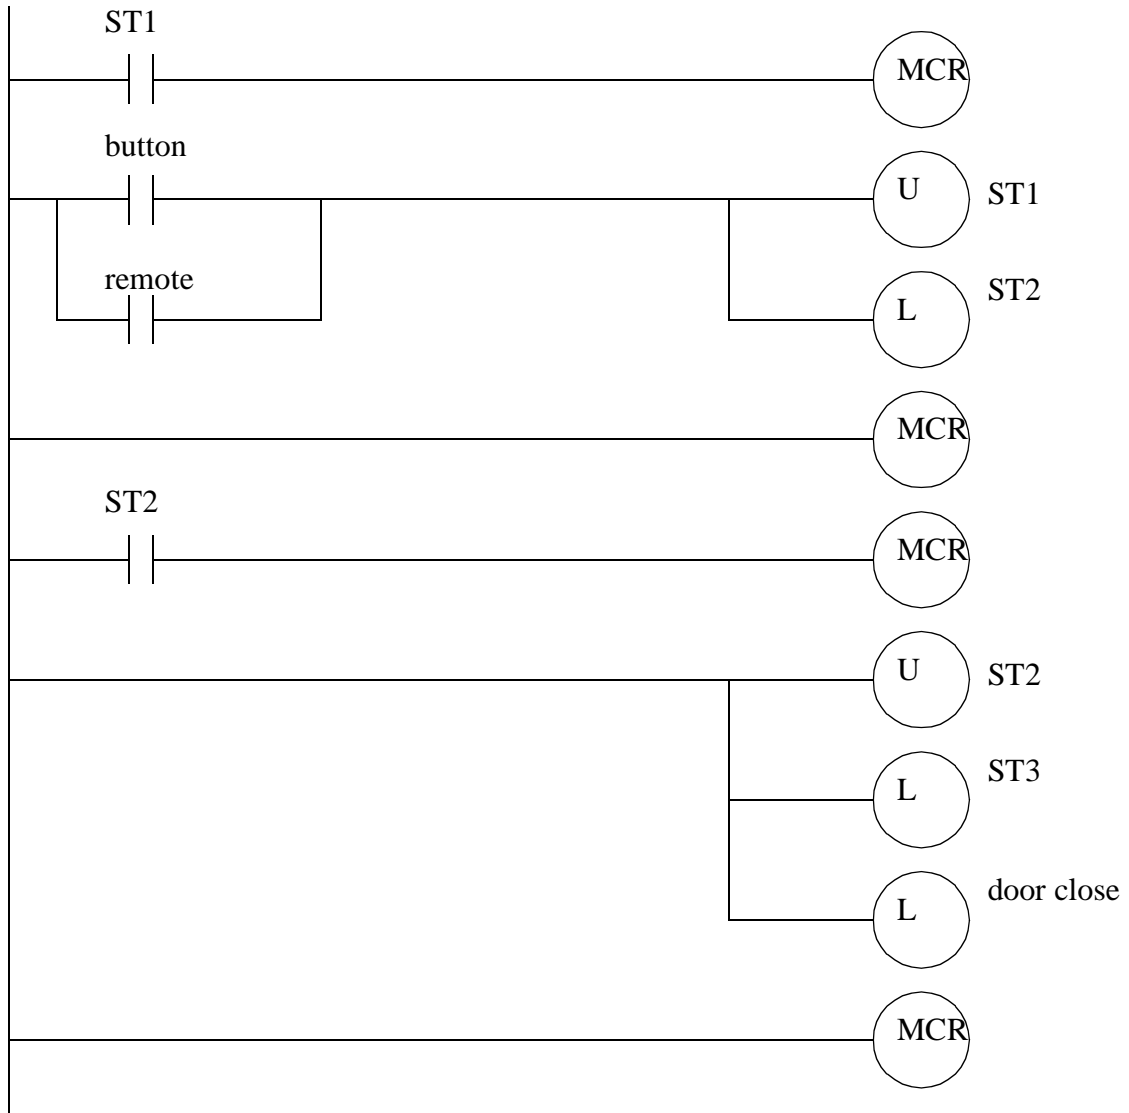 ST1
MCR
button
U
ST1
remote
L
ST2
MCR
ST2
MCR
U
ST2
L
ST3
L
door close
MCR